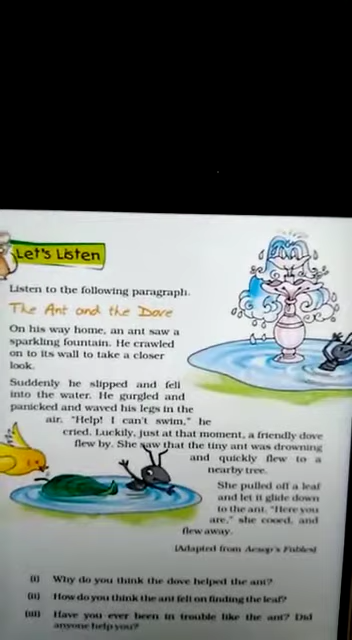 Let's Listen
Listen to the following paragraph.
The Ant and the Dove
On his way home, an ant saw a
sparkling fountain. He crawled
on to its wall to take a closer
look.
Suddenly he slipped and fell
into the water. He gurgled and
panicked and waved his legs in the
air. "Help! I can't swim," he
cried. Luckily, just at that moment, a friendly dove
flew by. She saw that the tiny ant was drowning
and quickly flew to a
nearby tree.
She pulled off a leaf
and let it glide down
to the ant. "Here you
are," she cooed, and
flew away.
(Adapted from Aesop's Fables)
(i) Why do you think the dove helped the ant?
(ii) How do you think the ant felt on finding the leaf?
(iii) Have you ever been in trouble like the ant? Did
anyone help you?